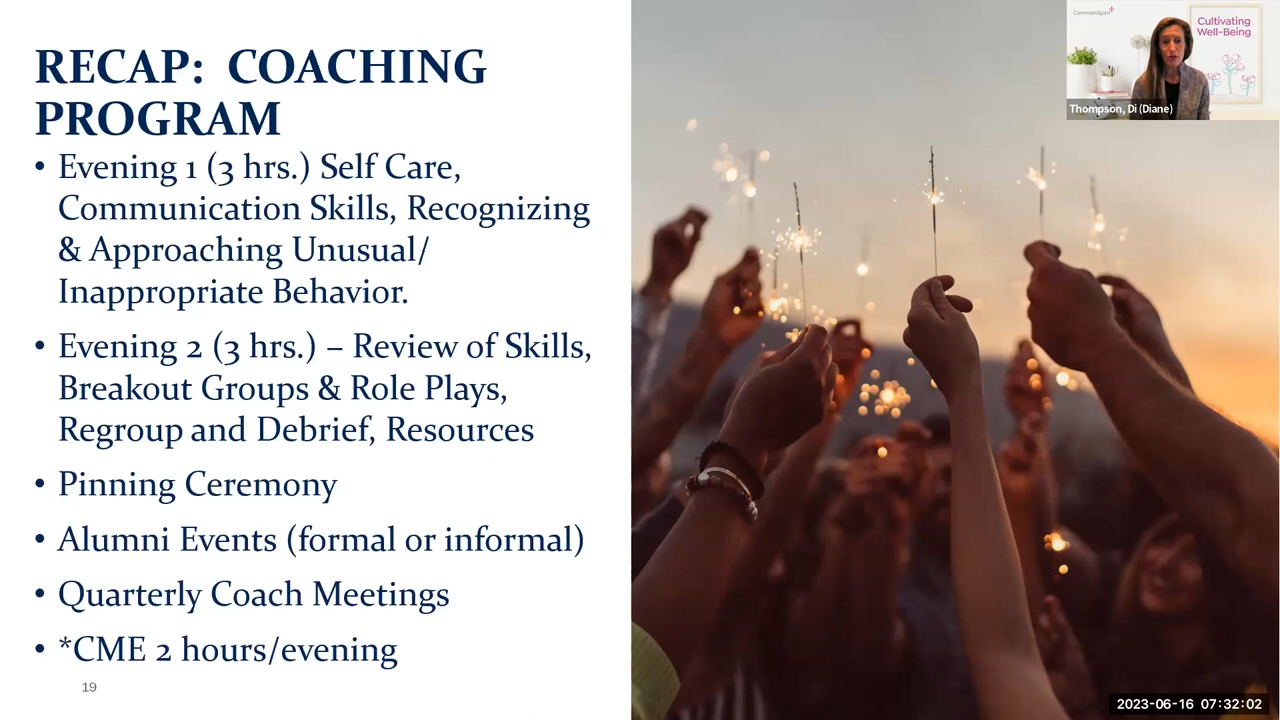 RECAP:  COACHING
PROGRAM
• Evening 1 (3 hrs.) Self Care,
Communication Skills, Recognizing
& Approaching Unusual/
Inappropriate Behavior.
• Evening 2 (3 hrs.) – Review of Skills,
Breakout Groups & Role Plays,
Regroup and Debrief, Resources
• Pinning Ceremony
• Alumni Events (formal or informal)
• Quarterly Coach Meetings
• *CME 2 hours/evening
19
CommonSpirit
Cultivating
Well-Being
Thompson, Di (Diane)
2023-06-16 07:32:02